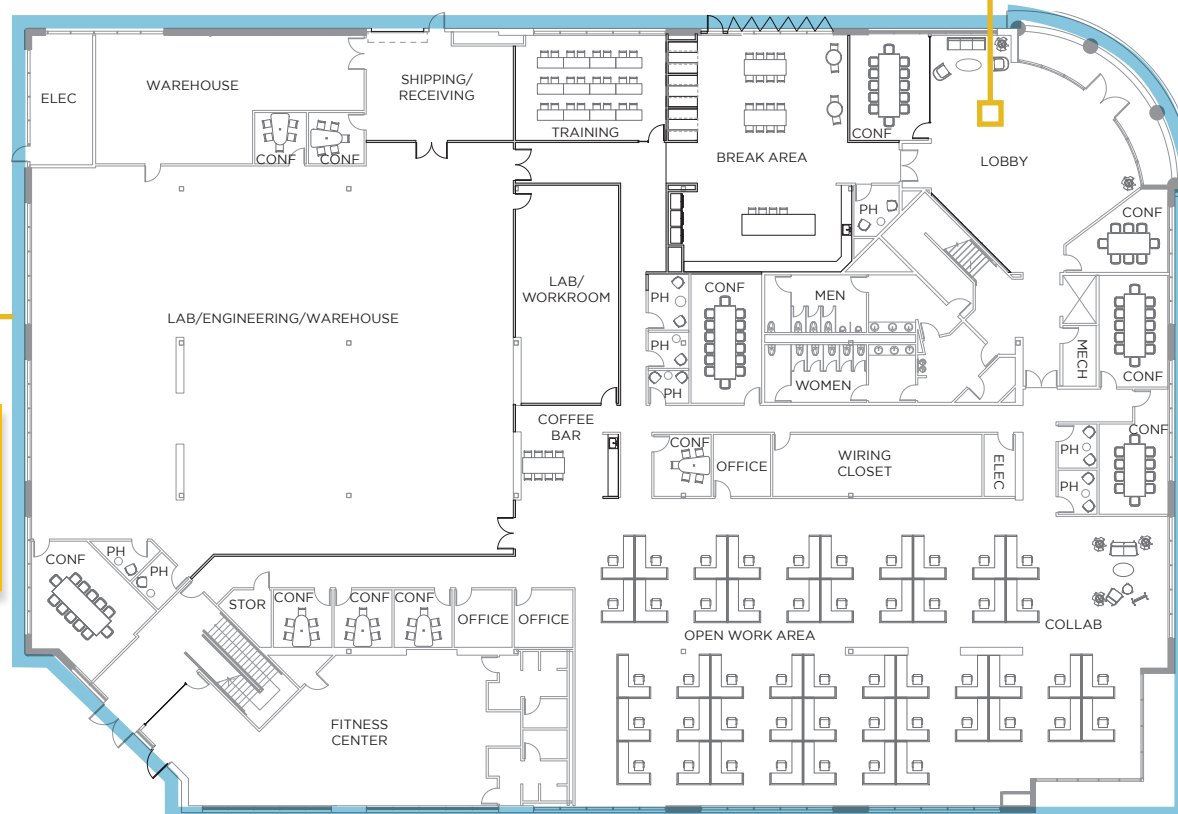 ELEC
WAREHOUSE
SHIPPING/
RECEIVING
TRAINING
CONF
CONF
BREAK AREA
CONF
LOBBY
PH
CONF
LAB/ENGINEERING/WAREHOUSE
LAB/
WORKROOM
PH
CONF
MEN
PH
PH
WOMEN
MECH
CONF
COFFEE
BAR
CONF
OFFICE
WIRING
CLOSET
ELEC
PH
CONF
PH
CONF
PH
PH
STOR
CONF
CONF
CONF
OFFICE
OFFICE
OPEN WORK AREA
COLLAB
FITNESS
CENTER